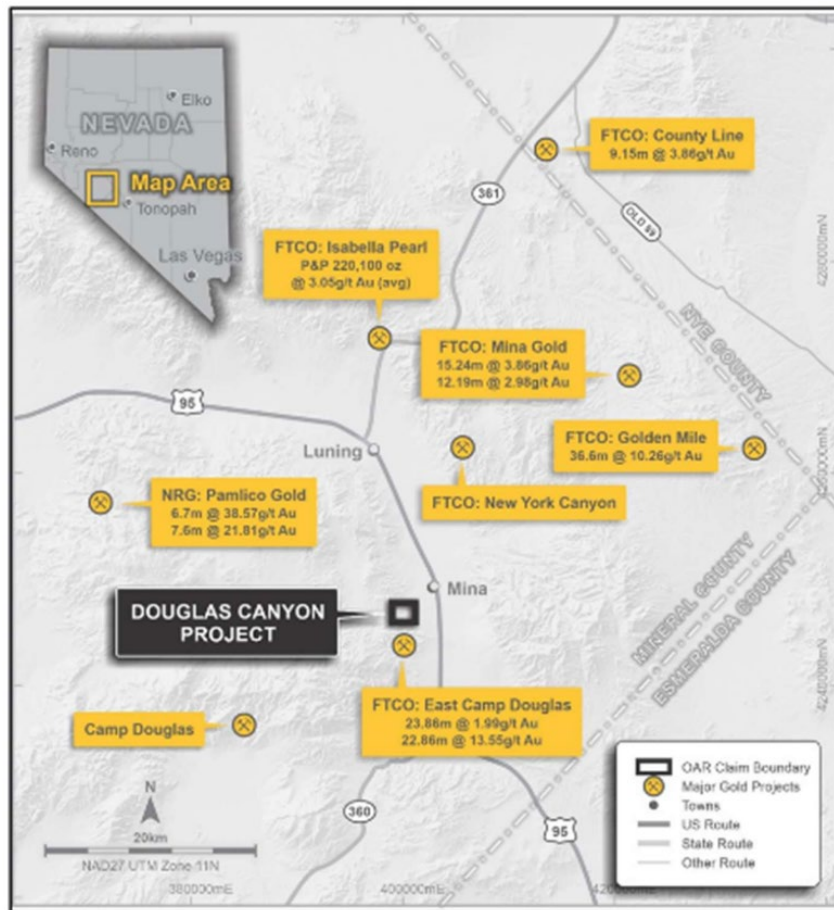 Elko
NEVADA
Reno
Map Area
Tonopah
Las Vegas
FTCO: County Line
9.15m @ 3.86g/t Au
361
OLD 89
4280000mN
FTCO: Isabella Pearl
P&P 220,100 oz
@ 3.05g/t Au (avg)
NYE COUNTY
FTCO: Mina Gold
15.24m @ 3.86g/t Au
12.19m @ 2.98g/t Au
95
Luning
FTCO: Golden Mile
36.6m @ 10.26g/t Au
4260000mN
NRG: Pamlico Gold
6.7m @ 38.57g/t Au
7.6m @ 21.81g/t Au
FTCO: New York Canyon
Mina
DOUGLAS CANYON
PROJECT
MINERAL COUNTY
ESMERALDA COUNTY
4240000mN
FTCO: East Camp Douglas
23.86m @ 1.99g/t Au
22.86m @ 13.55g/t Au
Camp Douglas
N
20km
NAD27 UTM Zone 11N
360
95
OAR Claim Boundary
Major Gold Projects
Towns
US Route
State Route
Other Route
380000mE
400000mE